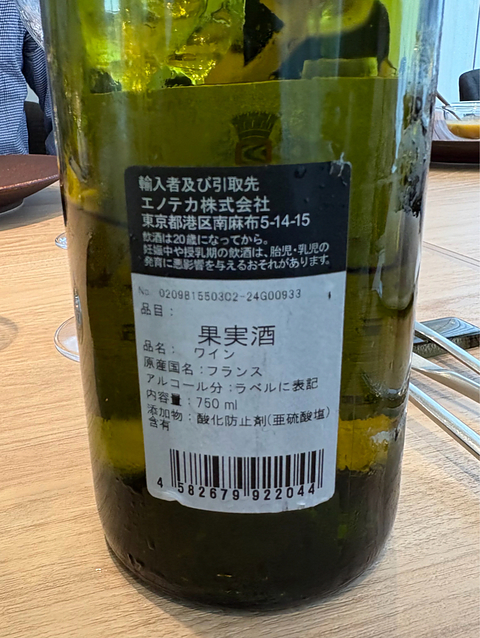 輸入者及び引取先
エノテカ株式会社
東京都港区南麻布5-14-15
飲酒は20歳になってから。
妊娠中や授乳期の飲酒は、胎児・乳児の
発育に悪影響を与えるおそれがあります。
No. 0209815503C2-24G00933
品目：
果実酒
品名： ワイン
原産国名：フランス
アルコール分：ラベルに表記
内容量：750 ml
添加物：酸化防止剤(亜硫酸塩)
含有
4 582679 922044